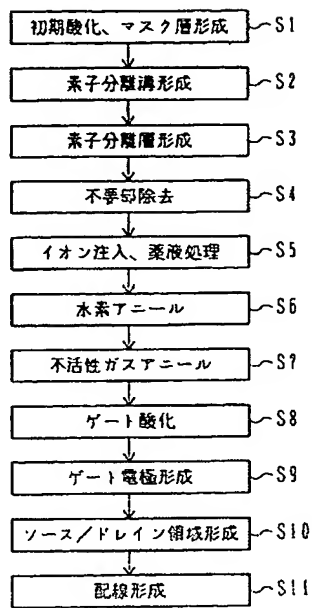 初期酸化、マスク層形成 S1
素子分離溝形成 S2
素子分離層形成 S3
不要部除去 S4
イオン注入、薬液処理 S5
水素アニール S6
不活性ガスアニール S7
ゲート酸化 S8
ゲート電極形成 S9
ソース/ドレイン領域形成 S10
配線形成 S11